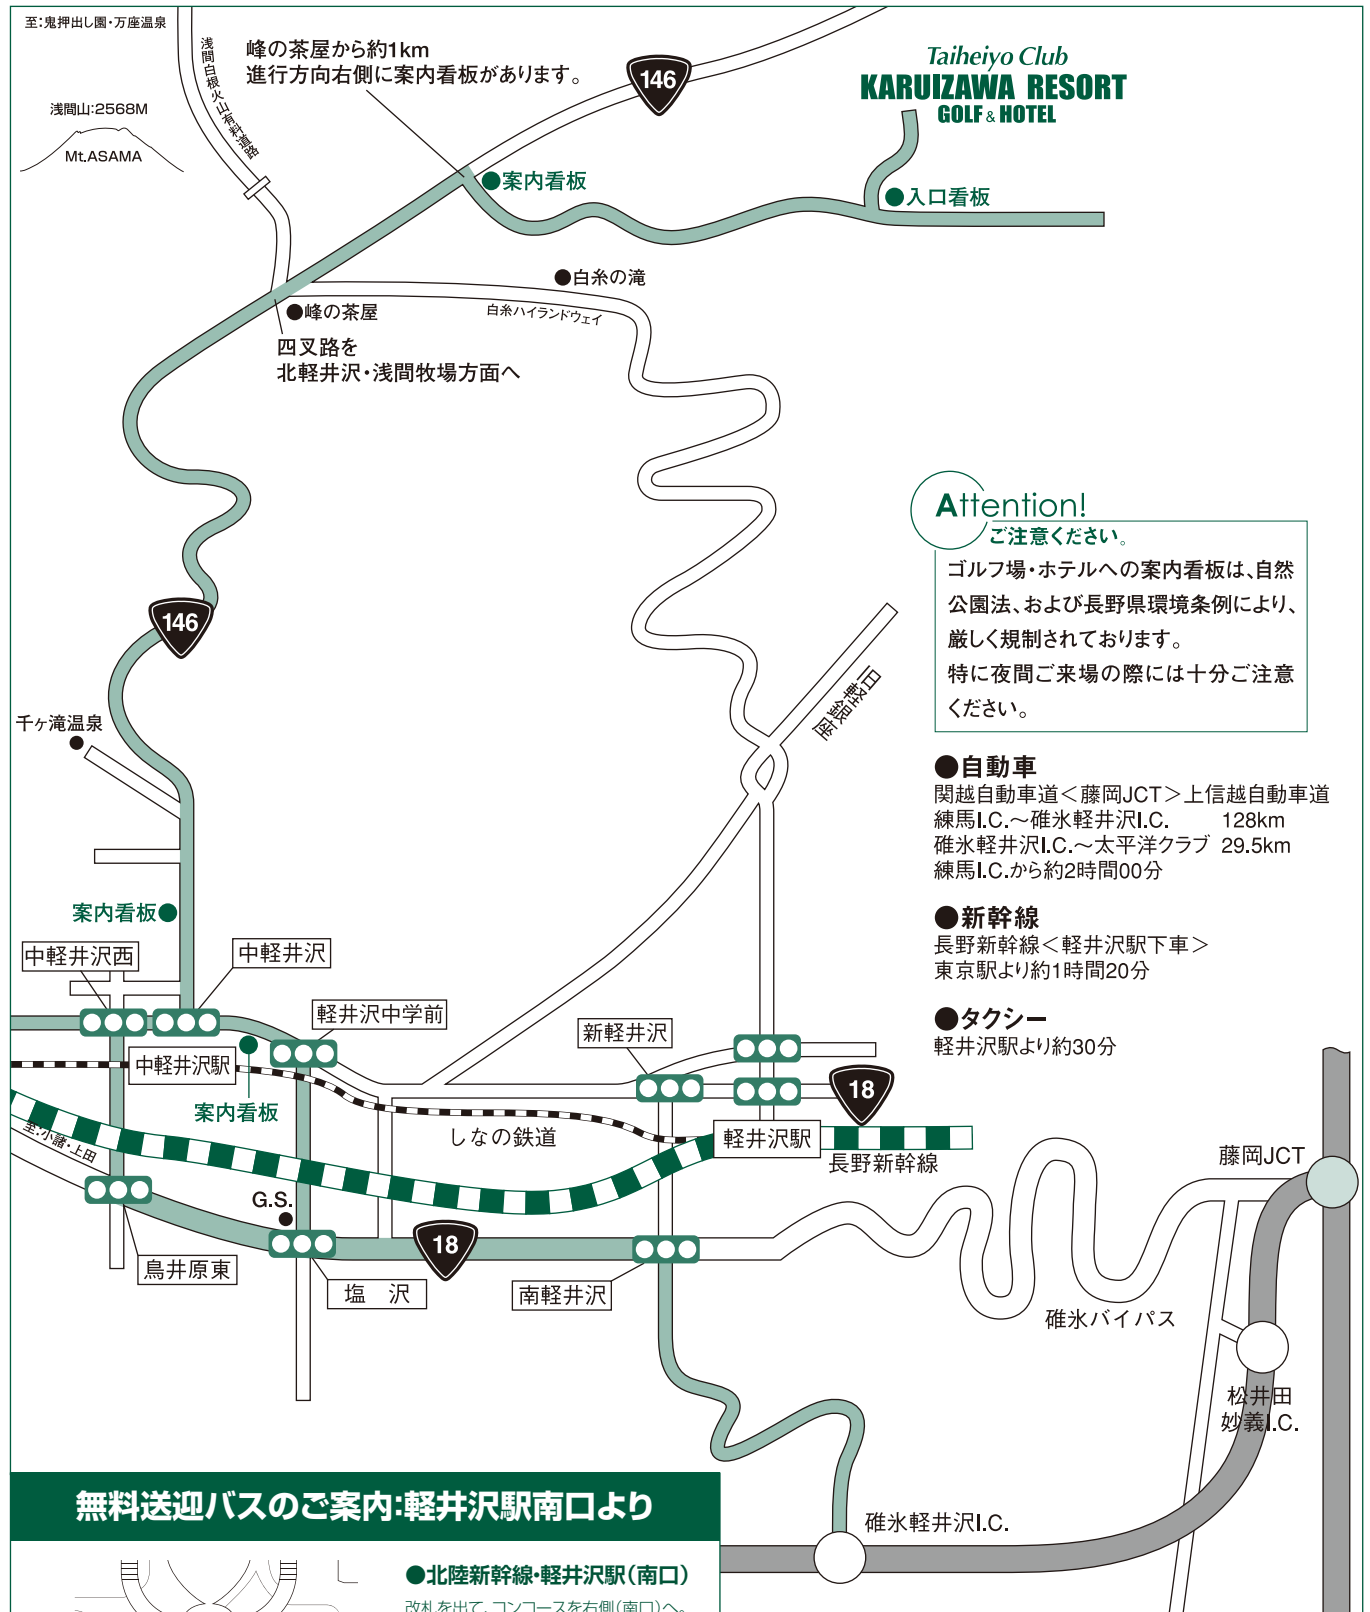 至:鬼押出し園・万座温泉
浅間白根火山有料道路
峰の茶屋から約1km
進行方向右側に案内看板があります。
146
Taiheiyo Club
KARUIZAWA RESORT
GOLF & HOTEL
浅間山:2568M
Mt.ASAMA
●案内看板
●入口看板
●白糸の滝
●峰の茶屋
白糸ハイランドウェイ
四叉路を
北軽井沢・浅間牧場方面へ
Attention!
ご注意ください。
ゴルフ場・ホテルへの案内看板は、自然
公園法、および長野県環境条例により、
厳しく規制されております。
特に夜間ご来場の際には十分ご注意
ください。
146
旧軽銀座
千ヶ滝温泉
●自動車
関越自動車道＜藤岡JCT＞上信越自動車道
練馬I.C.〜碓氷軽井沢I.C. 128km
碓氷軽井沢I.C.〜太平洋クラブ 29.5km
練馬I.C.から約2時間00分
●新幹線
長野新幹線＜軽井沢駅下車＞
東京駅より約1時間20分
●タクシー
軽井沢駅より約30分
案内看板●
中軽井沢西
中軽井沢
軽井沢中学前
新軽井沢
中軽井沢駅
案内看板
18
しなの鉄道
軽井沢駅
長野新幹線
至:小諸・上田
藤岡JCT
G.S.
18
鳥井原東
塩 沢
南軽井沢
碓氷バイパス
松井田
妙義I.C.
碓氷軽井沢I.C.
無料送迎バスのご案内:軽井沢駅南口より
●北陸新幹線・軽井沢駅(南口)
改札を出て、コンコースを右側(南口)へ。